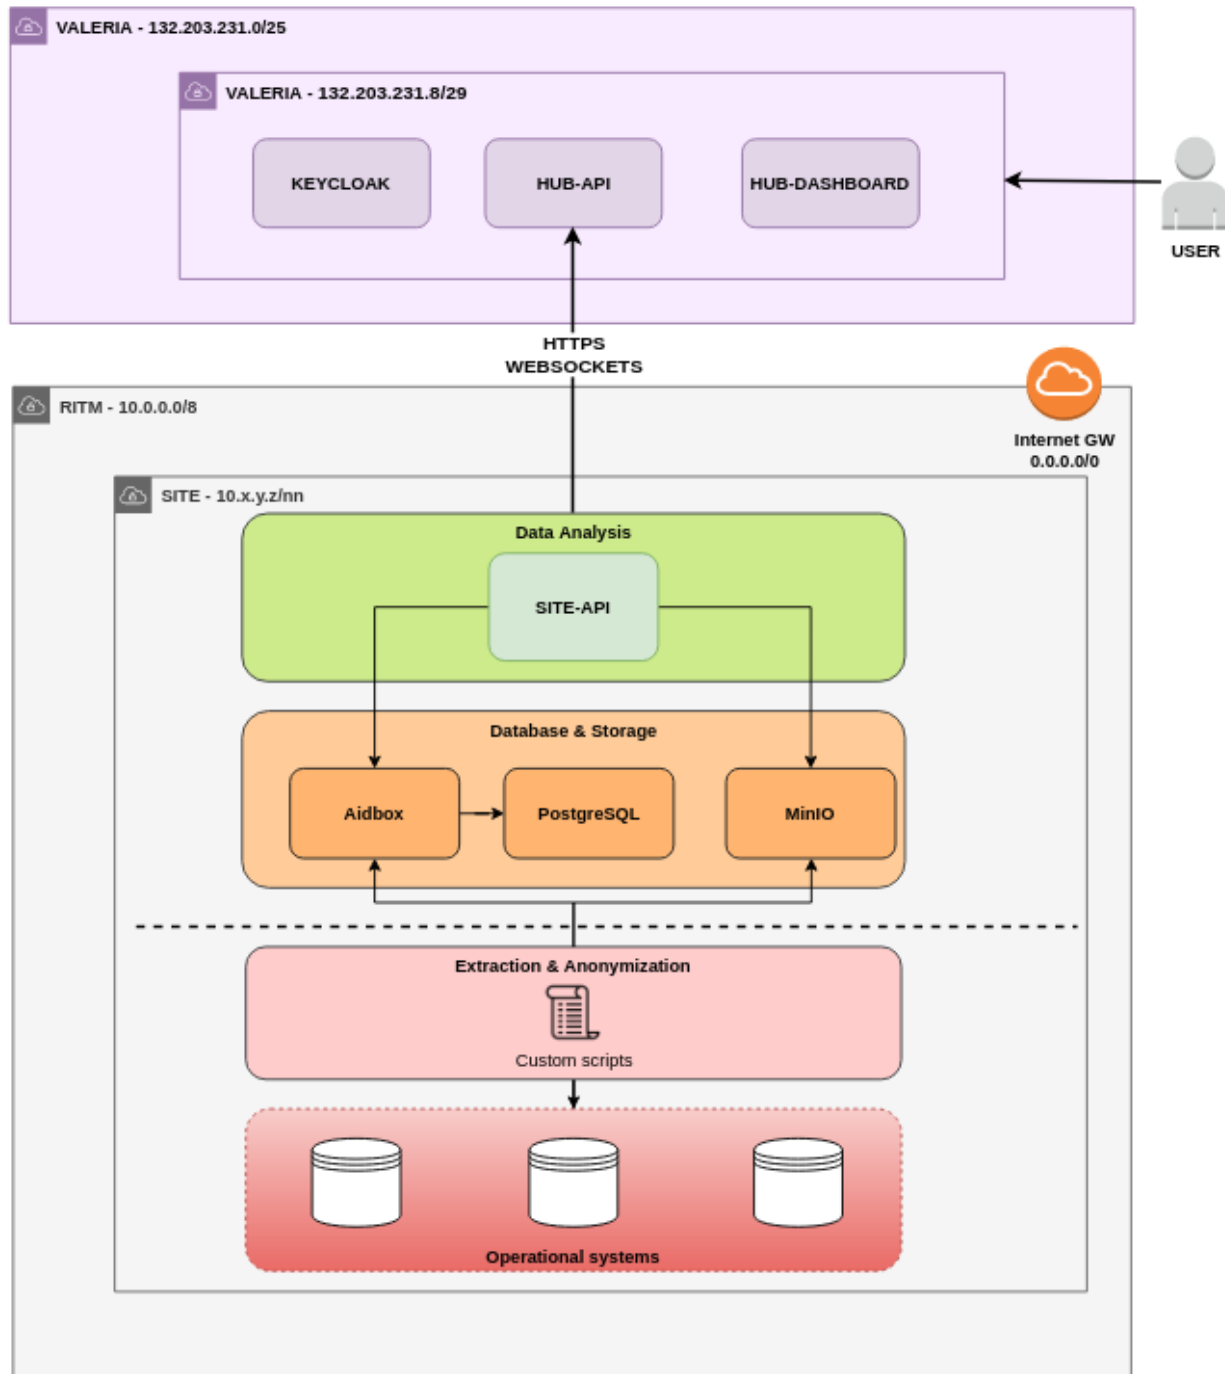 VALERIA - 132.203.231.0/25
VALERIA - 132.203.231.8/29
KEYCLOAK
HUB-API
HUB-DASHBOARD
USER
HTTPS
WEBSOCKETS
RITM - 10.0.0.0/8
Internet GW
0.0.0.0/0
SITE - 10.x.y.z/nn
Data Analysis
SITE-API
Database & Storage
Aidbox
PostgreSQL
MinIO
Extraction & Anonymization
Custom scripts
Operational systems